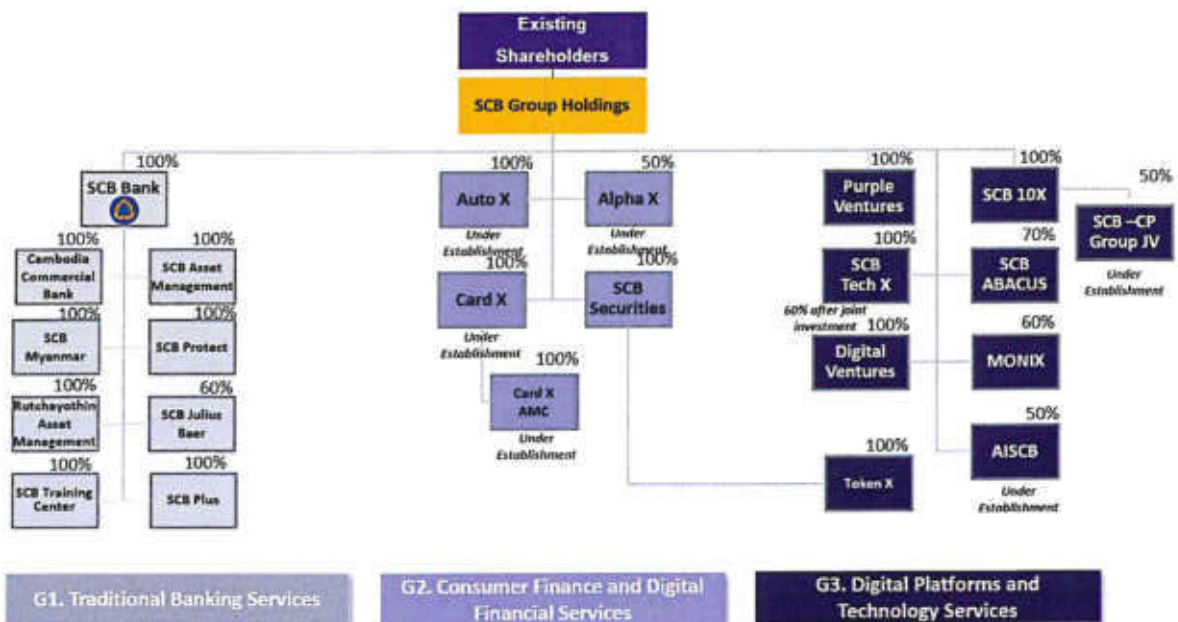 Existing
Shareholders
SCB Group Holdings
100%
SCB Bank
100%
Cambodia
Commercial
Bank
100%
SCB Asset
Management
100%
SCB
Myanmar
100%
SCB Protect
100%
Rutchayothin
Asset
Management
60%
SCB Julius
Baer
100%
SCB Training
Center
100%
SCB Plus
100%
Auto X
Under
Establishment
50%
Alpha X
Under
Establishment
100%
Card X
Under
Establishment
100%
SCB
Securities
100%
Card X
AMC
Under
Establishment
100%
Purple
Ventures
100%
SCB 10X
50%
SCB –CP
Group JV
Under
Establishment
100%
SCB
Tech X
60% after joint
investment
70%
SCB
ABACUS
100%
Digital
Ventures
60%
MONIX
50%
AISCB
Under
Establishment
100%
Token X
G1. Traditional Banking Services
G2. Consumer Finance and Digital
Financial Services
G3. Digital Platforms and
Technology Services